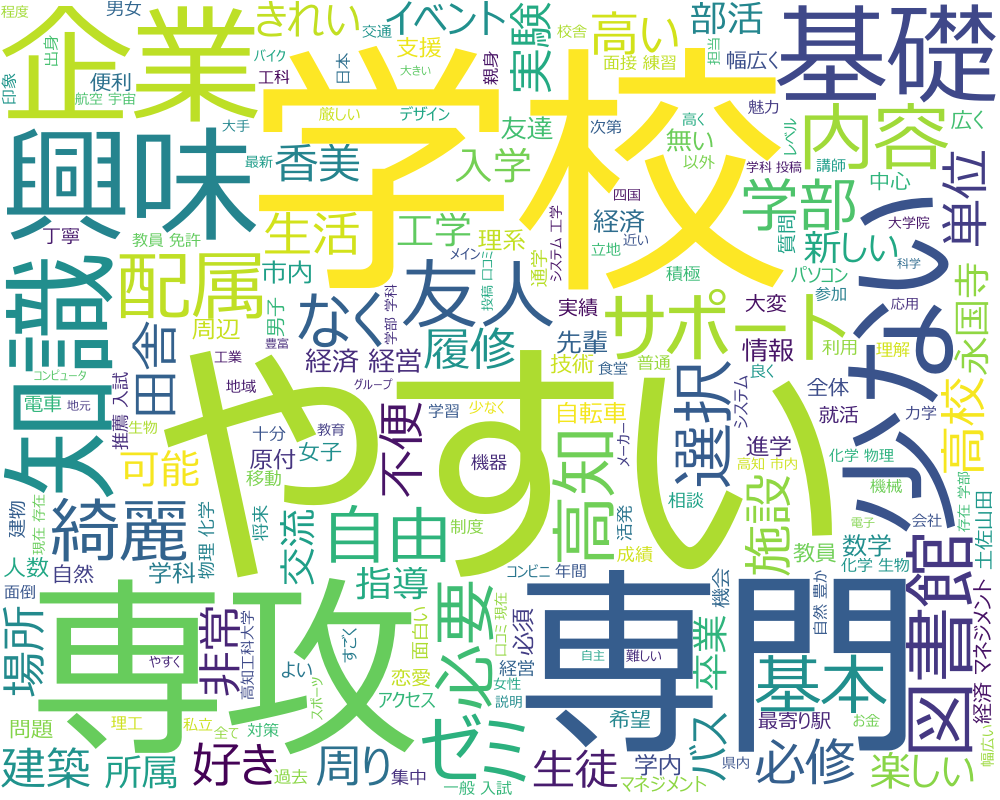 程度
男女
交通
きれい
イベント
校舎
部活
担当
基礎
企業
出身
バイク
支援
実験
高い
印象
便利
工科
日本
大きい
親身
面接 練習
幅広く
航空 宇宙
厳しい
デザイン
魅力
大手
学校
友達
次第
高く
レベル
内容
広く
興味
最新
香美
入学
無い
以外
学科 投稿
講師
学部
中心
単位
四国
質問
大学院
丁寧
教員 免許
生活
工学
理系
経済
近い
立地
新しい
少ない
知識
配属
市内
メイン
システム 工学
通学
投稿 口コミ
積極
パソコン
科学
なく
友人
実績
サポート
大変
参加
応用
永国寺
田舎
周辺
男子
豊富
学部 学科
履修
先輩
情報
利用
理解
工業
経済 経営
技術
食堂
普通
良く
コンピュータ
地域
グループ
選択
システム
全体
高校
電車
地元
推薦 入試
生物
やすい
不便
学習
少なく
自転車
メーカー
就活
力学
十分
教育
女子
原付
移動
可能
機器
高知
進学
化学 物理
高知 市内
綺麗
建物
現在 存在
自由
制度
相談
施設
機械
存在 学部
土佐山田
電子
会社
図書館
人数
自然
学科
物理 化学
将来
交流
指導
活発
成績
教員
数学
化学 生物
コンビニ
年間
面倒
専攻
場所
非常
高知工科大学
やすく
よい
すごく
恋愛
面白い
必要
口コミ 現在
必須
経営
専門
自主
難しい
卒業
機会
自然 豊か
基本
経済 マネジメント
問題
理工
私立
全て
対策
スポーツ
アクセス
ゼミ
女性
説明
希望
最寄り駅
お金
幅広い
建築
所属
好き
過去
周り
集中
一般 入試
生徒
学内
マネジメント
バス
県内
必修
楽しい